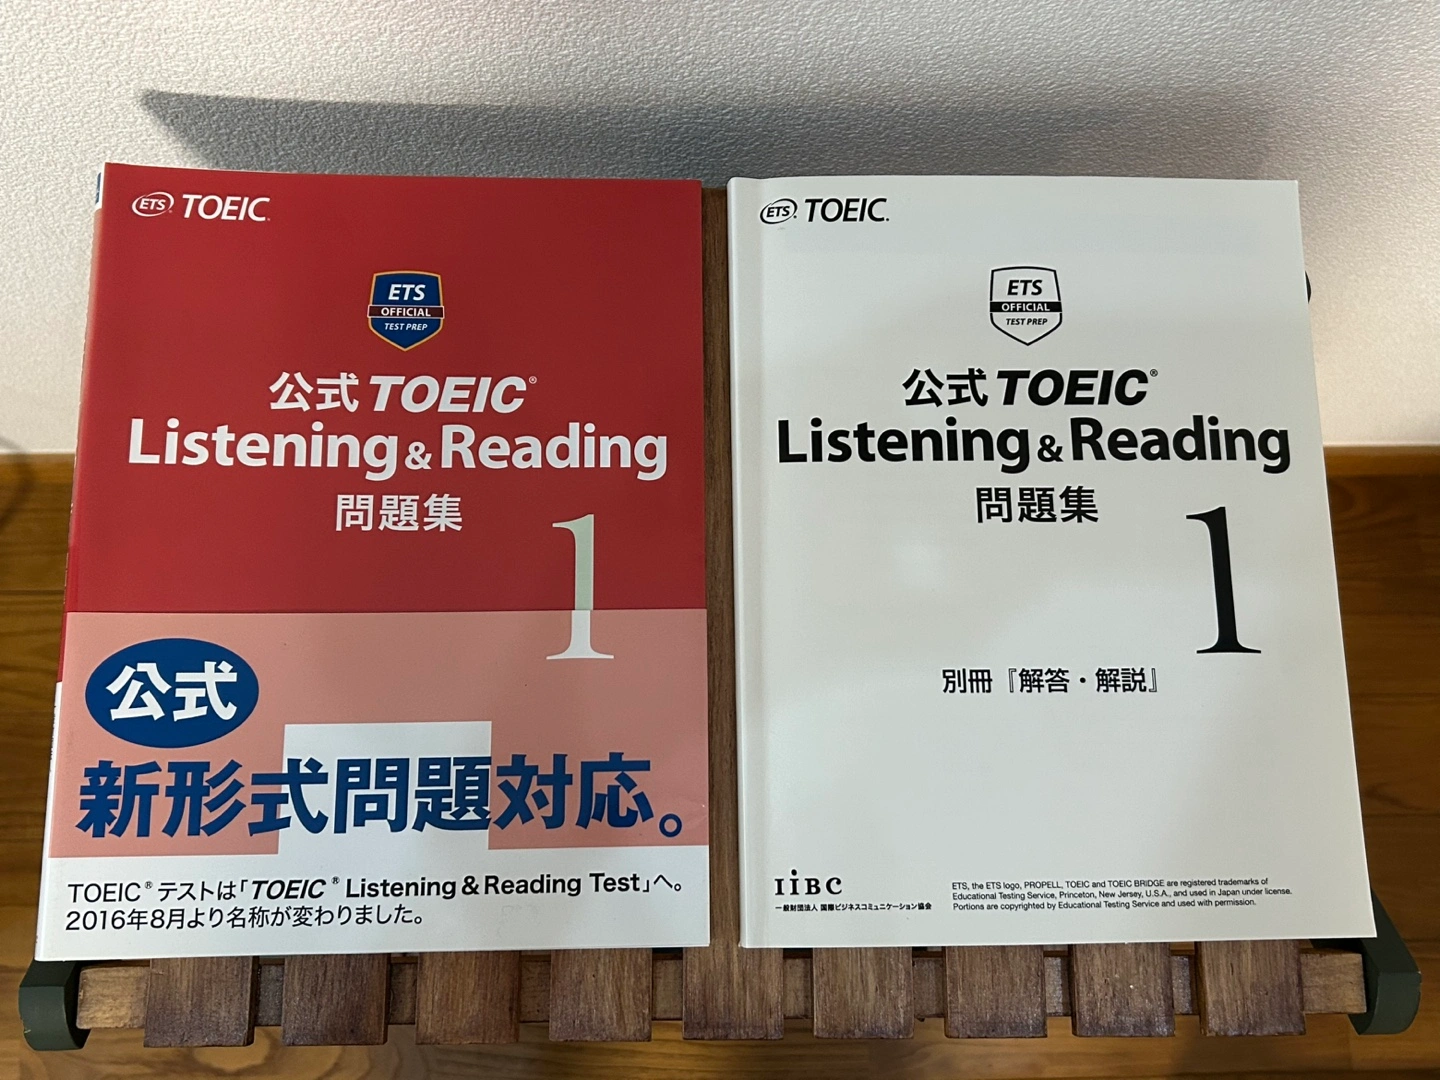 ETS® TOEIC®
ETS
OFFICIAL
TEST PREP
公式 TOEIC®
Listening & Reading
問題集
1
公式
新形式問題対応。
TOEIC®テストは「TOEIC® Listening & Reading Test」へ。
2016年8月より名称が変わりました。
ETS® TOEIC®
ETS
OFFICIAL
TEST PREP
公式 TOEIC®
Listening & Reading
問題集
1
別冊『解答・解説』
IIBC
一般財団法人 国際ビジネスコミュニケーション協会
ETS, the ETS logo, PROPELL, TOEIC and TOEIC BRIDGE are registered trademarks of
Educational Testing Service, Princeton, New Jersey, U.S.A., and used in Japan under license.
Portions are copyrighted by Educational Testing Service and used with permission.